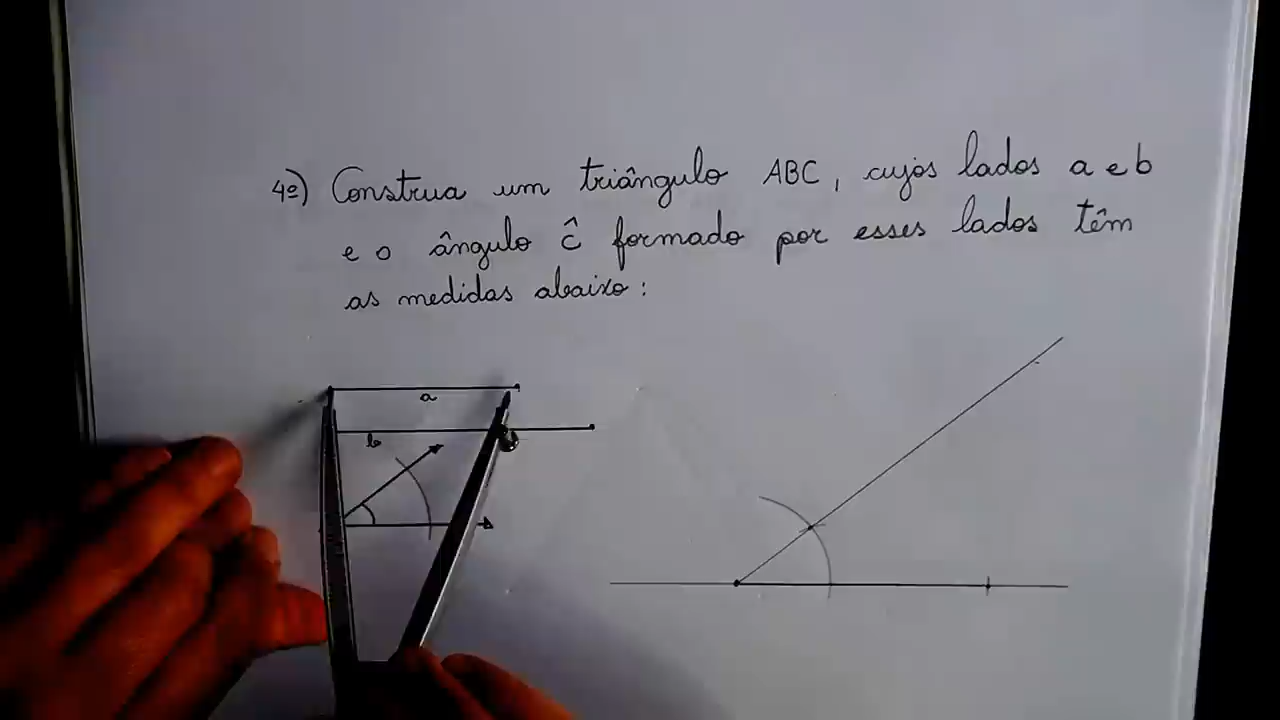 4º) Construa um triângulo ABC, cujos lados a e b
e o ângulo ĉ formado por esses lados têm
as medidas abaixo:
a
b